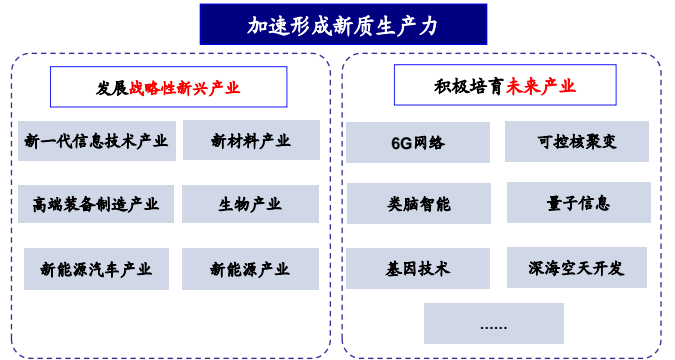 加速形成新质生产力
发展战略性新兴产业
新一代信息技术产业
新材料产业
高端装备制造产业
生物产业
新能源汽车产业
新能源产业
积极培育未来产业
6G网络
可控核聚变
类脑智能
量子信息
基因技术
深海空天开发
……